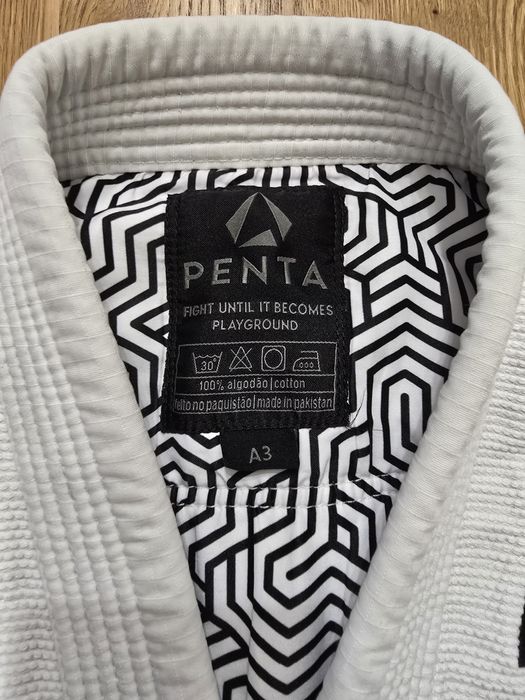 PENTA
FIGHT UNTIL IT BECOMES
PLAYGROUND
30°
100% algodão|cotton
feito no paquistão|made in pakistan
A3